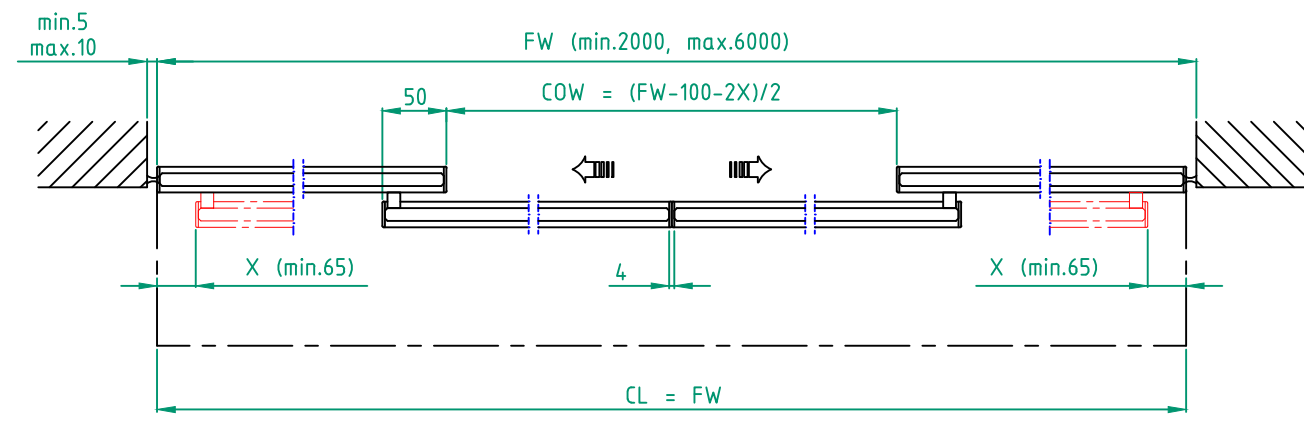 min.5
max.10
FW (min.2000, max.6000)
50
COW = (FW-100-2X)/2
X (min.65)
4
X (min.65)
CL = FW